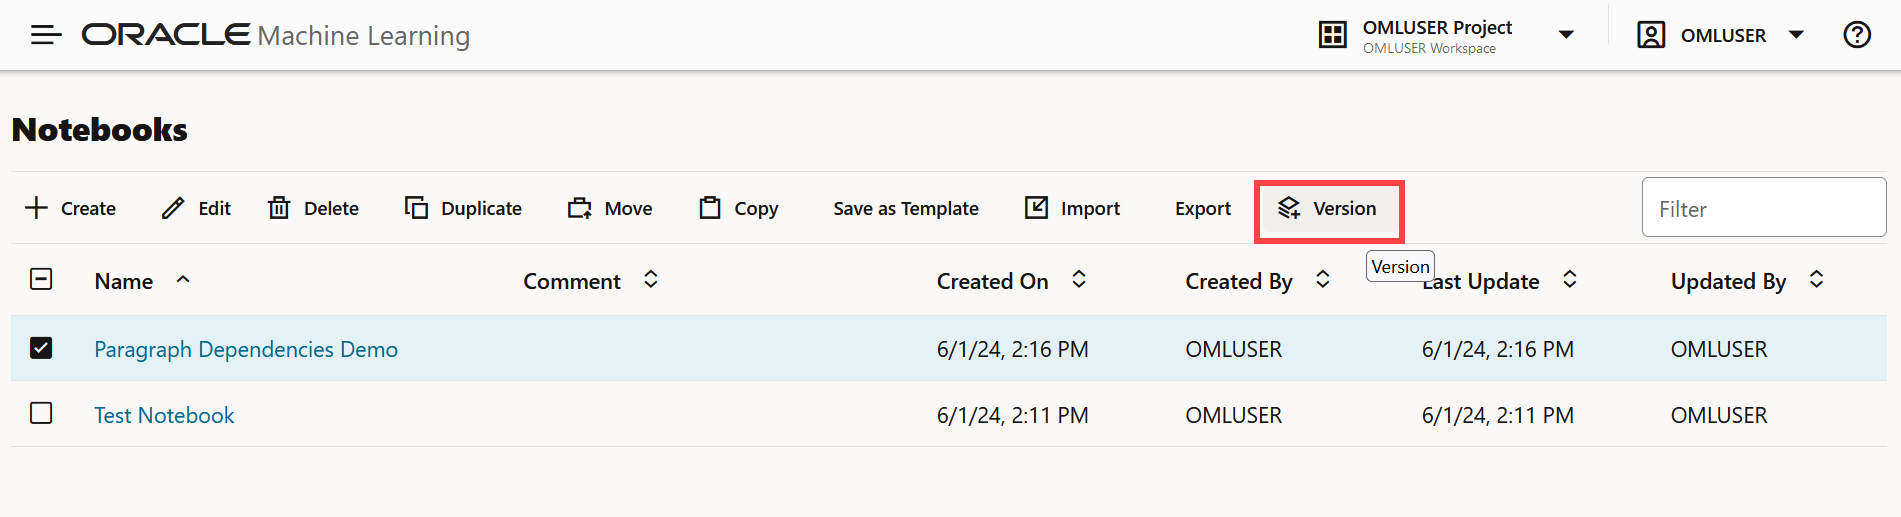 ORACLE Machine Learning
OMLUSER Project
OMLUSER Workspace
OMLUSER
Notebooks
Create Edit Delete Duplicate Move Copy Save as Template Import Export Version Filter
Version
Name Comment Created On Created By Last Update Updated By
Paragraph Dependencies Demo 6/1/24, 2:16 PM OMLUSER 6/1/24, 2:16 PM OMLUSER
Test Notebook 6/1/24, 2:11 PM OMLUSER 6/1/24, 2:11 PM OMLUSER